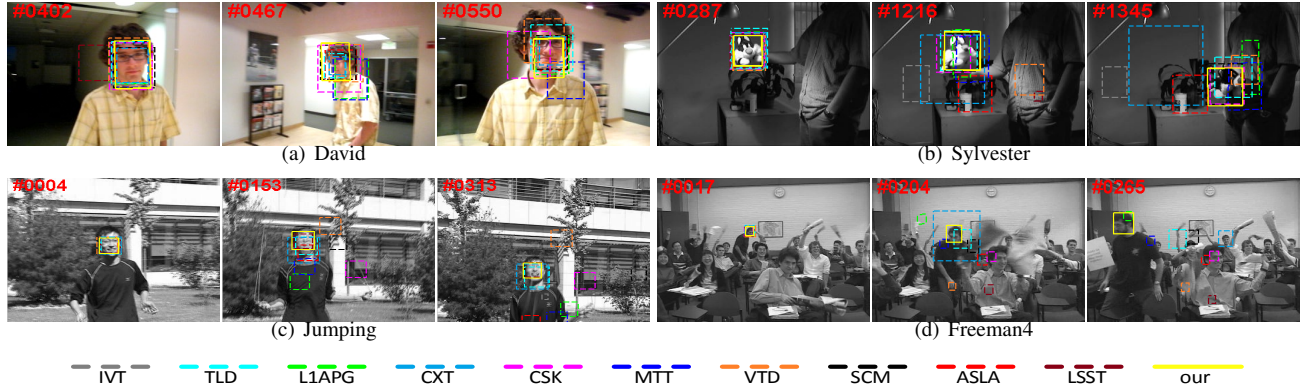 #0402 #0467 #0550 #0287 #1216 #1345
(a) David (b) Sylvester
#0004 #0153 #0313 #0017 #0204 #0265
(c) Jumping (d) Freeman4
IVT TLD L1APG CXT CSK MTT VTD SCM ASLA LSST our